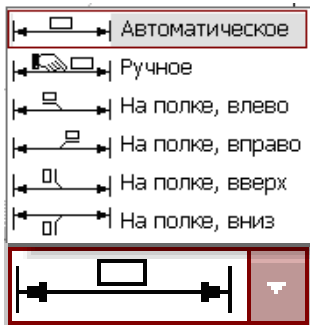 Автоматическое
Ручное
На полке, влево
На полке, вправо
На полке, вверх
На полке, вниз